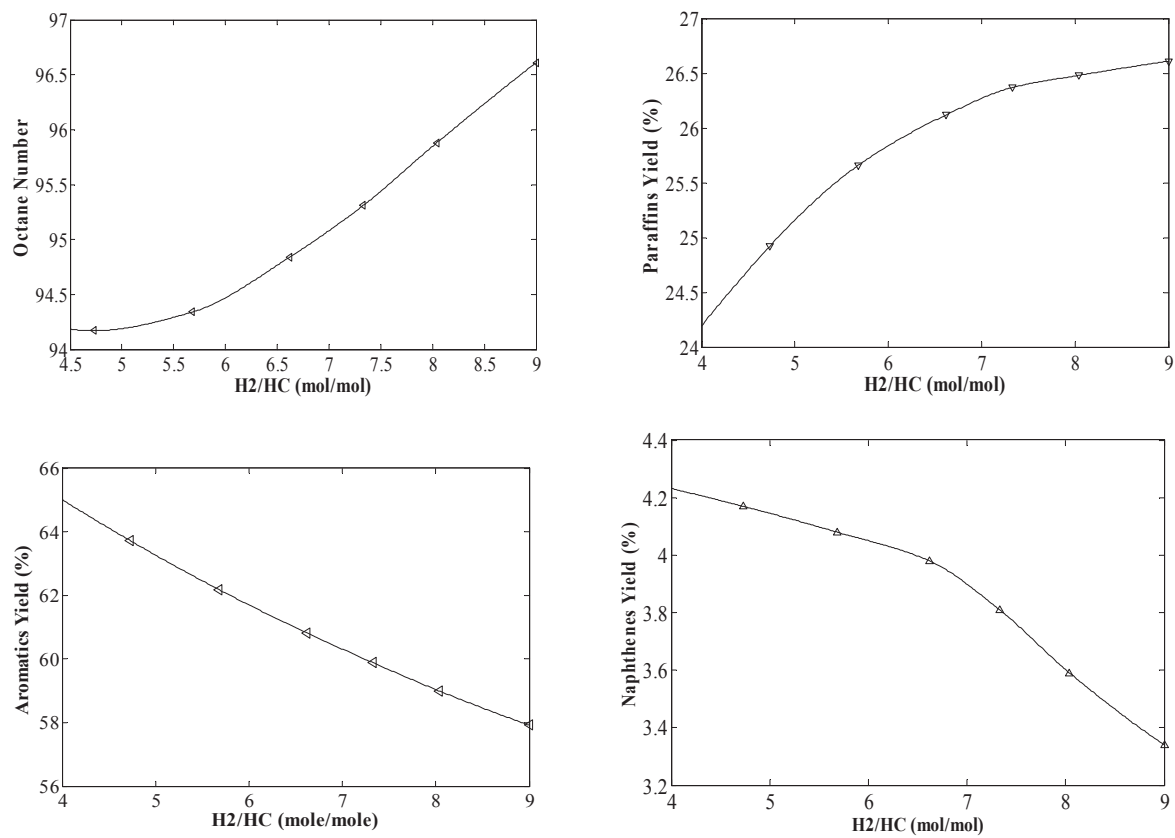 97
96.5
96
95.5
95
94.5
94
4.5 5 5.5 6 6.5 7 7.5 8 8.5 9
Octane Number
H2/HC (mol/mol)
27
26.5
26
25.5
25
24.5
24
4 5 6 7 8 9
Paraffins Yield (%)
H2/HC (mol/mol)
66
64
62
60
58
56
4 5 6 7 8 9
Aromatics Yield (%)
H2/HC (mole/mole)
4.4
4.2
4
3.8
3.6
3.4
3.2
4 5 6 7 8 9
Naphthenes Yield (%)
H2/HC (mol/mol)